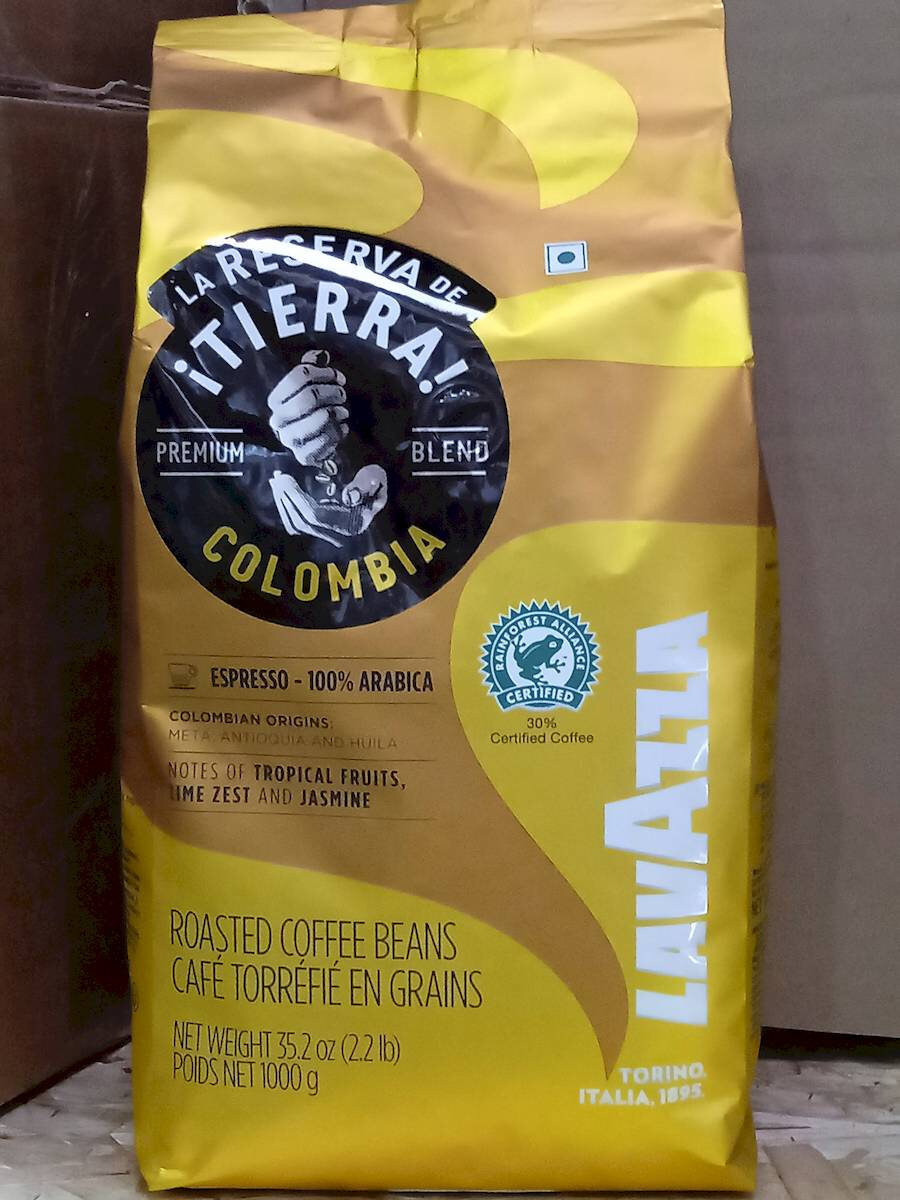 LA RESERVA DE
¡TIERRA!
PREMIUM
BLEND
COLOMBIA
ESPRESSO - 100% ARABICA
COLOMBIAN ORIGINS:
META, ANTIOQUIA AND HUILA
NOTES OF TROPICAL FRUITS,
LIME ZEST AND JASMINE
RAINFOREST ALLIANCE
CERTIFIED
30%
Certified Coffee
LAVAZZA
TORINO,
ITALIA, 1895.
ROASTED COFFEE BEANS
CAFÉ TORRÉFIÉ EN GRAINS
NET WEIGHT 35.2 oz (2.2 lb)
POIDS NET 1000 g